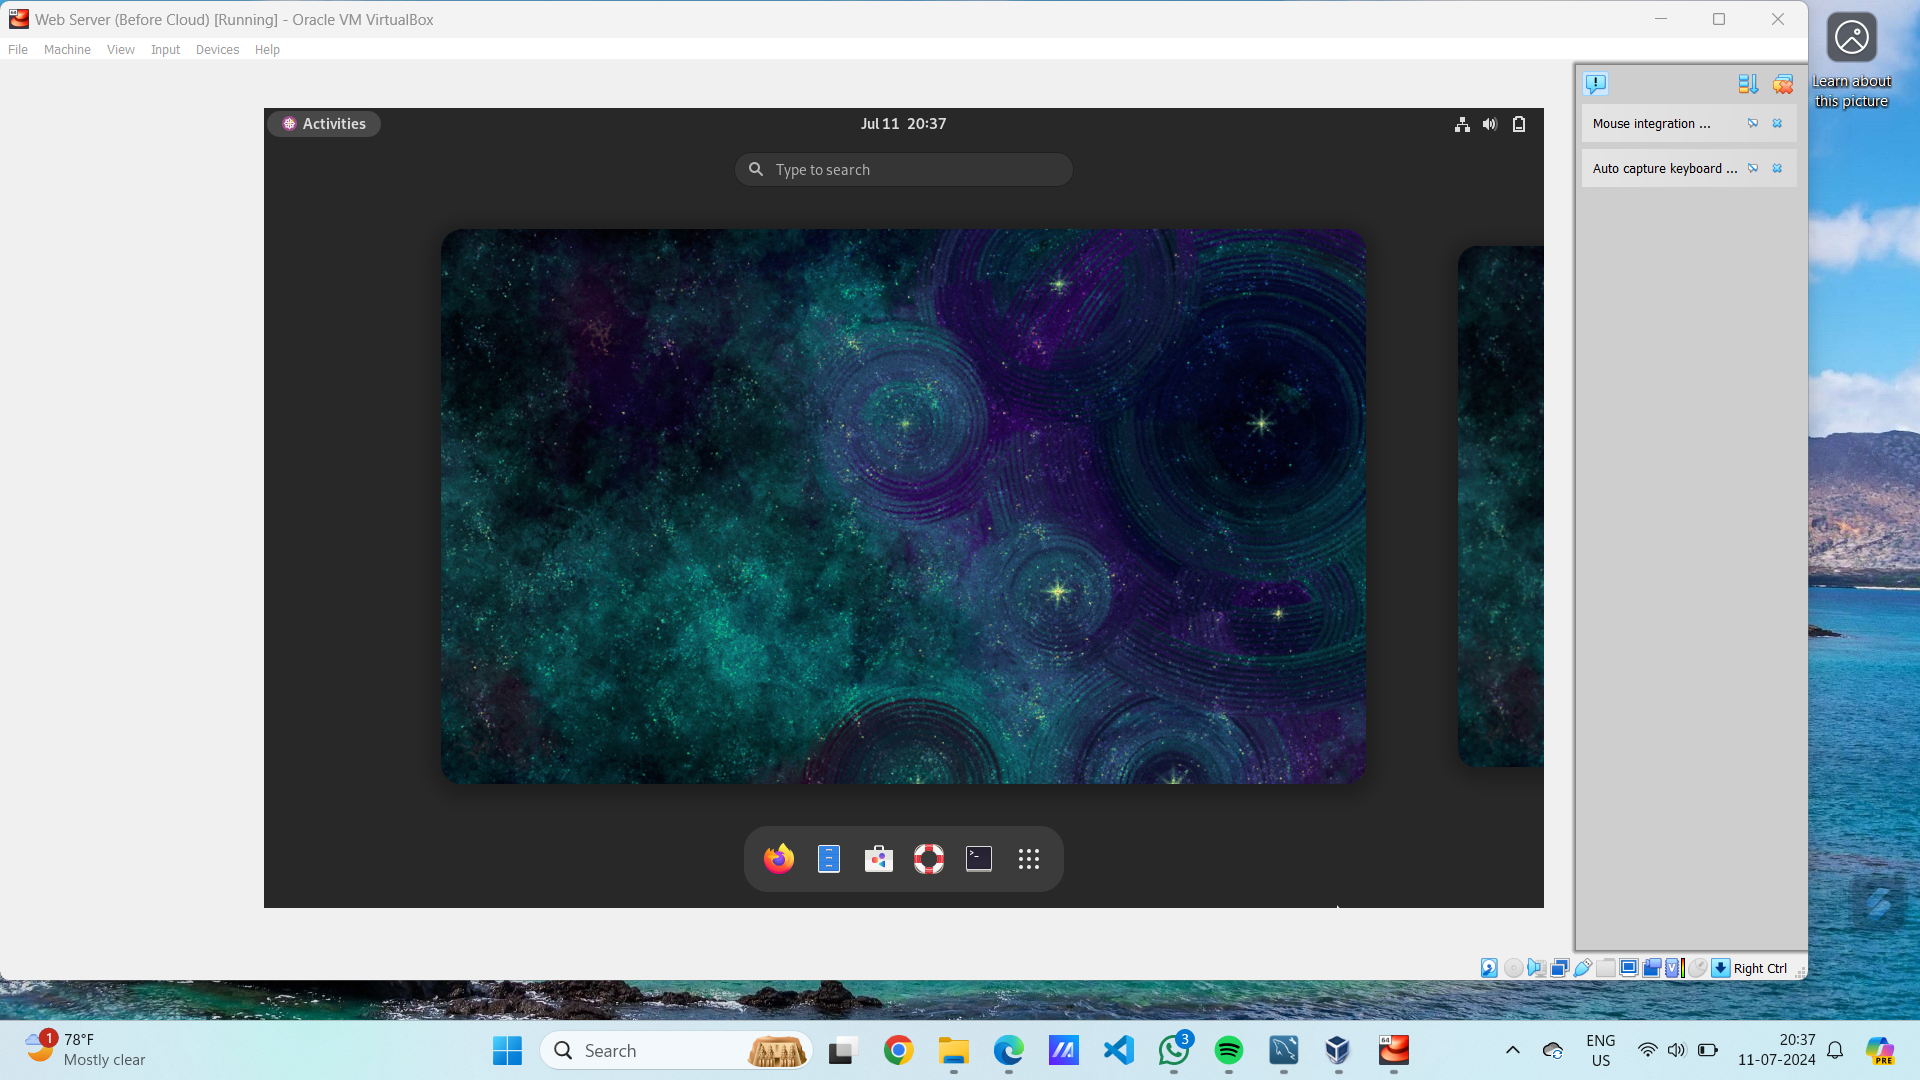 Web Server (Before Cloud) [Running] - Oracle VM VirtualBox
File Machine View Input Devices Help
Learn about
this picture
Mouse integration ...
Auto capture keyboard ...
Activities
Jul 11 20:37
Type to search
Right Ctrl
1
78°F
Mostly clear
Search
3
64
ENG
US
20:37
11-07-2024
PRE